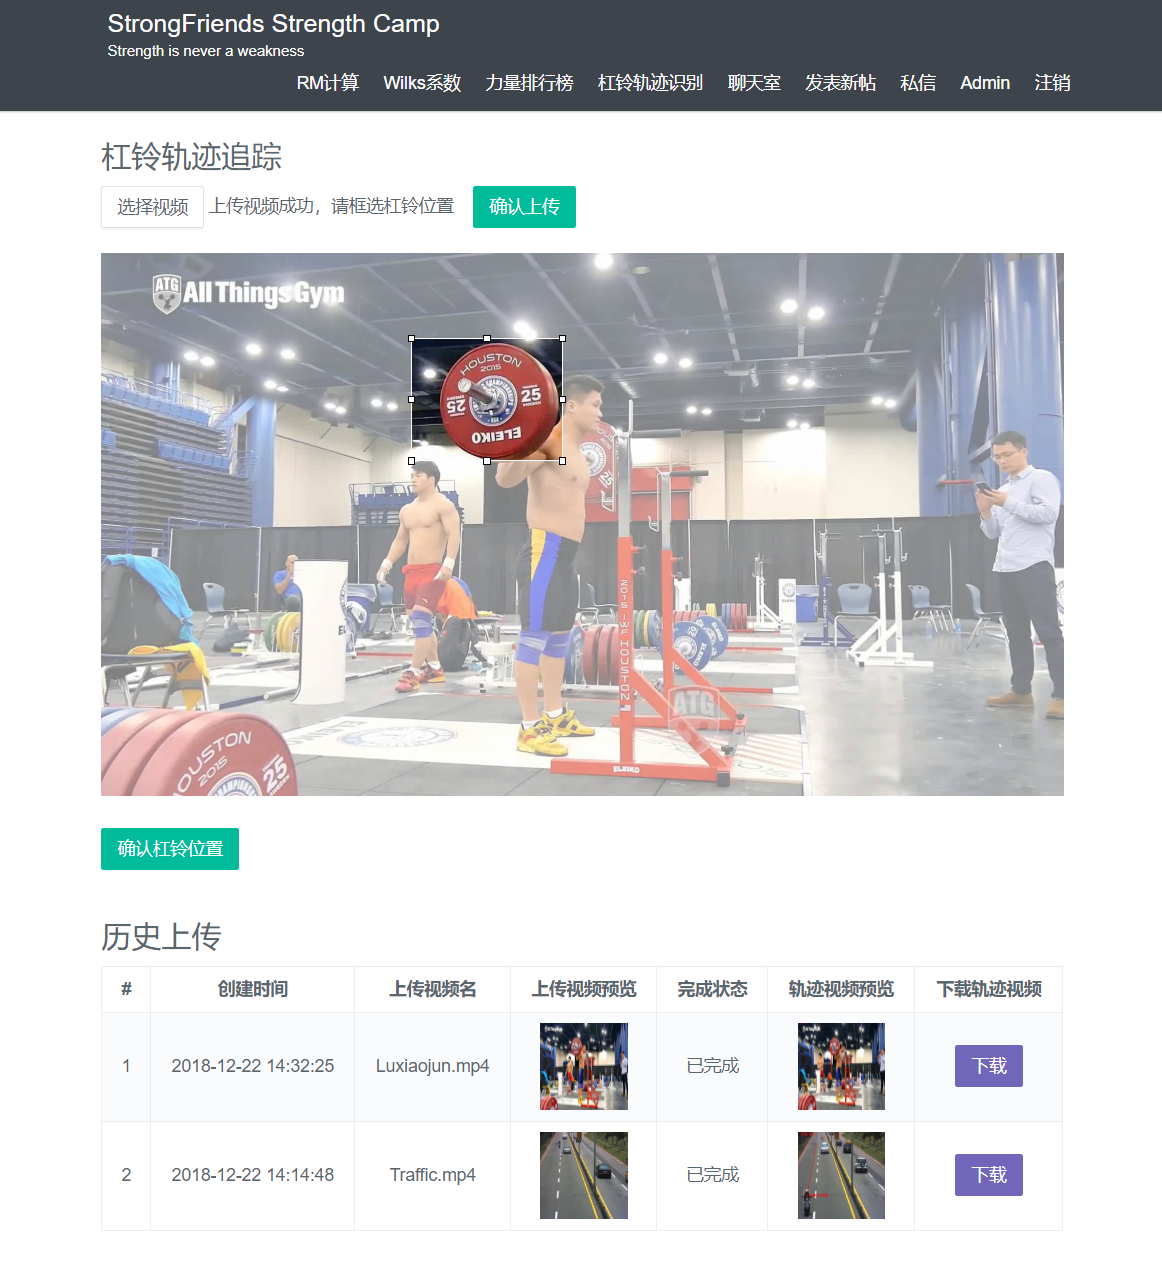 StrongFriends Strength Camp
Strength is never a weakness
RM计算 Wilks系数 力量排行榜 杠铃轨迹识别 聊天室 发表新帖 私信 Admin 注销
杠铃轨迹追踪
选择视频 上传视频成功，请框选杠铃位置 确认上传
ATG All Things Gym
HOUSTON
2015
CHAMPIONSHIPS
25
25
ELEIKO
2015 IWF HOUSTON
ATG
ELEIKO
HOUSTON
2015
25
确认杠铃位置
历史上传
# 创建时间 上传视频名 上传视频预览 完成状态 轨迹视频预览 下载轨迹视频
1 2018-12-22 14:32:25 Luxiaojun.mp4 已完成 下载
2 2018-12-22 14:14:48 Traffic.mp4 已完成 下载